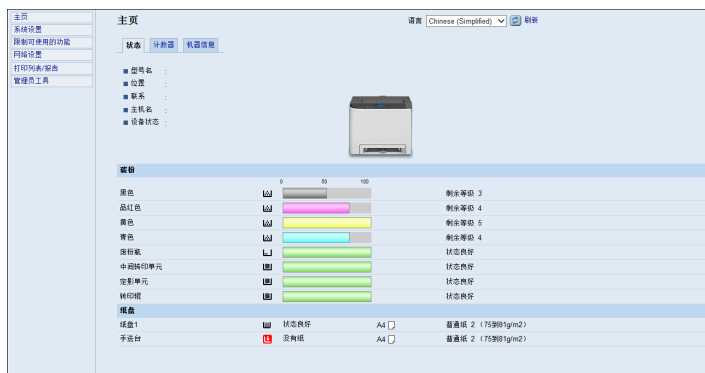 主页
系统设置
限制可使用的功能
网络设置
打印列表/报告
管理员工具
主页
语言 Chinese (Simplified) 刷新
状态 计数器 机器信息
型号名 :
位置 :
联系 :
主机名 :
设备状态 :
碳粉
0 50 100
黑色 剩余等级 3
品红色 剩余等级 4
黄色 剩余等级 5
青色 剩余等级 4
废粉瓶 状态良好
中间转印单元 状态良好
定影单元 状态良好
转印辊 状态良好
纸盘
纸盘1 状态良好 A4 普通纸 2 (75到81g/m2)
手送台 没有纸 A4 普通纸 2 (75到81g/m2)